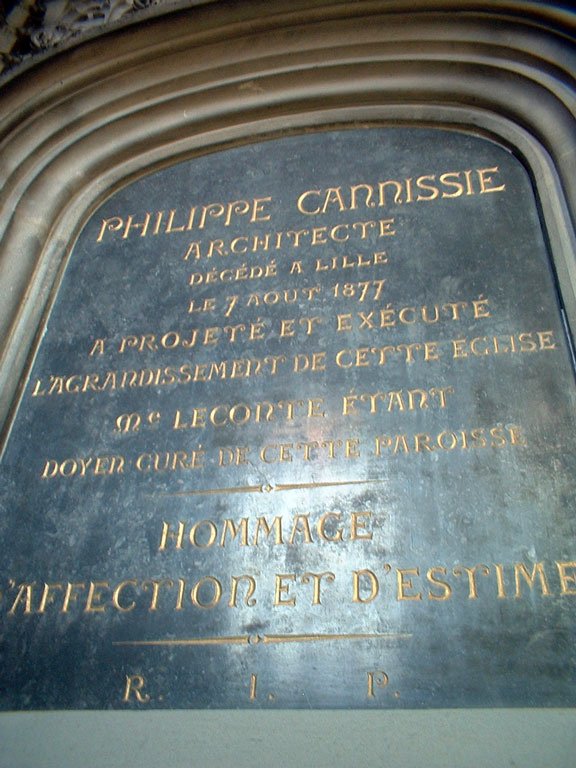 PHILIPPE CANNISSIE
ARCHITECTE
DÉCÉDÉ A LILLE
LE 7 AOUT 1877
A PROJETÉ ET EXÉCUTÉ
L'AGRANDISSEMENT DE CETTE ÉGLISE
Mc LECONTE ÉTANT
DOYEN CURÉ DE CETTE PAROISSE
HOMMAGE
D'AFFECTION ET D'ESTIME
R. I. P.